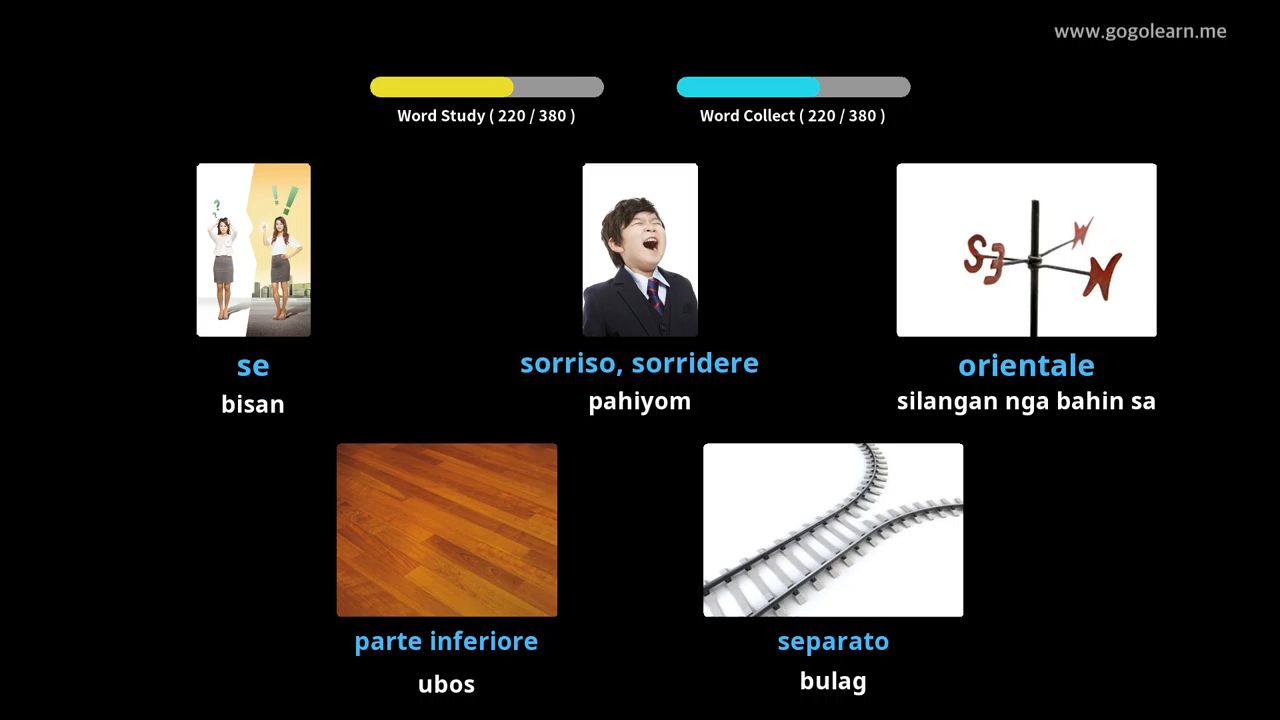 www.gogolearn.me
Word Study ( 220 / 380 )
Word Collect ( 220 / 380 )
se
bisan
sorriso, sorridere
pahiyom
S
E
N
W
orientale
silangan nga bahin sa
parte inferiore
ubos
separato
bulag